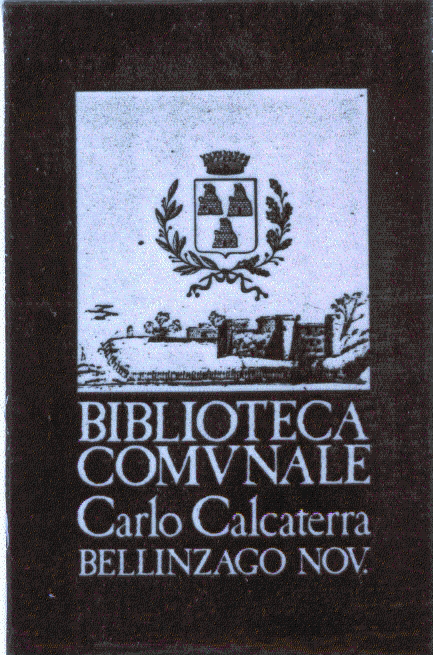 BIBLIOTECA
COMVNALE
Carlo Calcaterra
BELLINZAGO NOV.